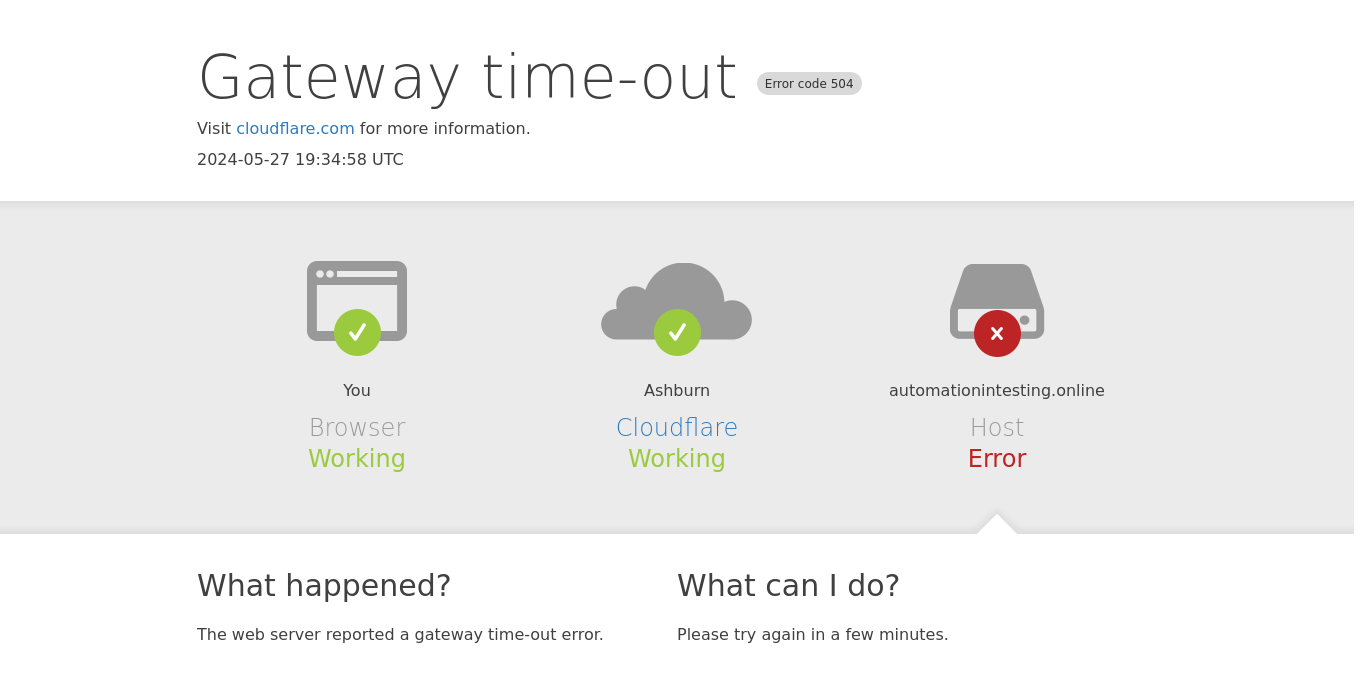 Gateway time-out Error code 504
Visit cloudflare.com for more information.
2024-05-27 19:34:58 UTC
You
Browser
Working
Ashburn
Cloudflare
Working
automationintesting.online
Host
Error
What happened?
The web server reported a gateway time-out error.
What can I do?
Please try again in a few minutes.